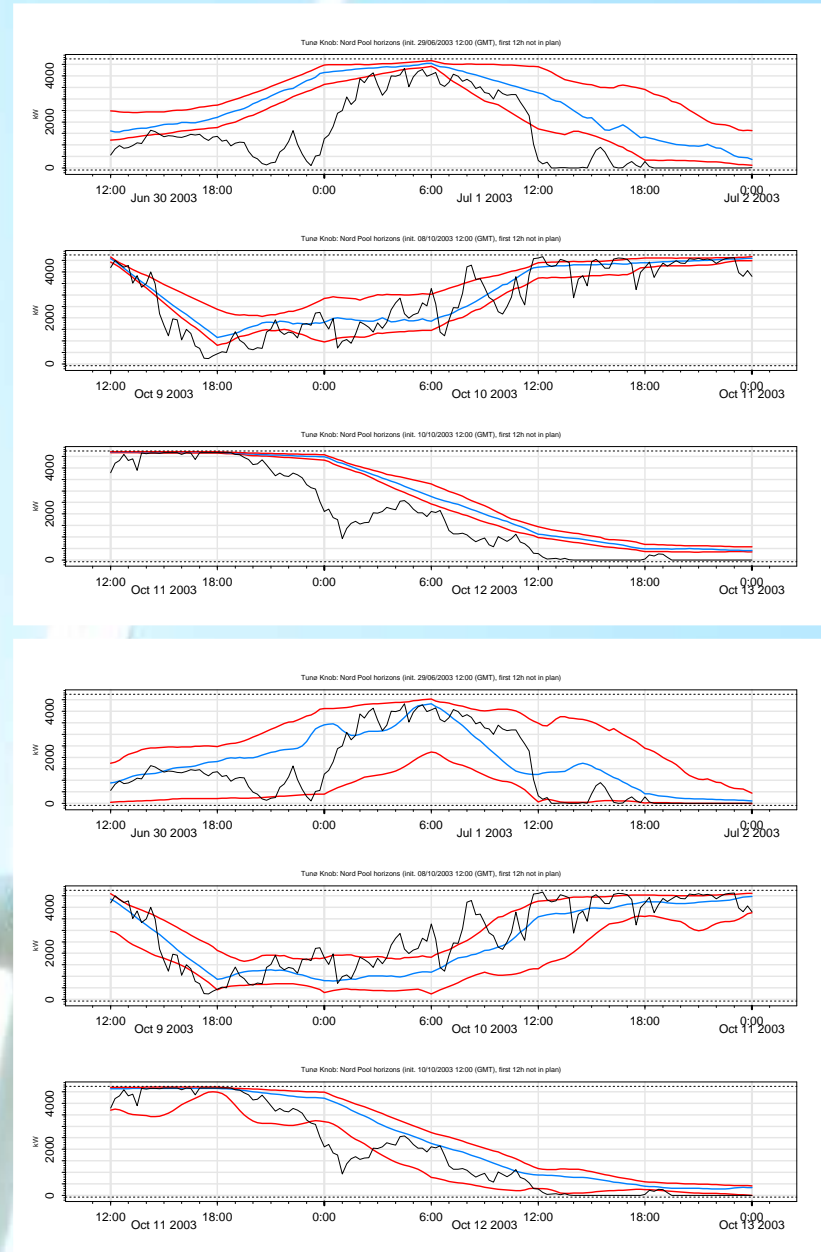 Tunø Knob: Nord Pool horizons (init. 29/06/2003 12:00 (GMT), first 12h not in plan)
kW
0 2000 4000
12:00 18:00 0:00 6:00 12:00 18:00 0:00
Jun 30 2003 Jul 1 2003 Jul 2 2003
Tunø Knob: Nord Pool horizons (init. 08/10/2003 12:00 (GMT), first 12h not in plan)
kW
0 2000 4000
12:00 18:00 0:00 6:00 12:00 18:00 0:00
Oct 9 2003 Oct 10 2003 Oct 11 2003
Tunø Knob: Nord Pool horizons (init. 10/10/2003 12:00 (GMT), first 12h not in plan)
kW
0 2000 4000
12:00 18:00 0:00 6:00 12:00 18:00 0:00
Oct 11 2003 Oct 12 2003 Oct 13 2003
Tunø Knob: Nord Pool horizons (init. 29/06/2003 12:00 (GMT), first 12h not in plan)
kW
0 2000 4000
12:00 18:00 0:00 6:00 12:00 18:00 0:00
Jun 30 2003 Jul 1 2003 Jul 2 2003
Tunø Knob: Nord Pool horizons (init. 08/10/2003 12:00 (GMT), first 12h not in plan)
kW
0 2000 4000
12:00 18:00 0:00 6:00 12:00 18:00 0:00
Oct 9 2003 Oct 10 2003 Oct 11 2003
Tunø Knob: Nord Pool horizons (init. 10/10/2003 12:00 (GMT), first 12h not in plan)
kW
0 2000 4000
12:00 18:00 0:00 6:00 12:00 18:00 0:00
Oct 11 2003 Oct 12 2003 Oct 13 2003